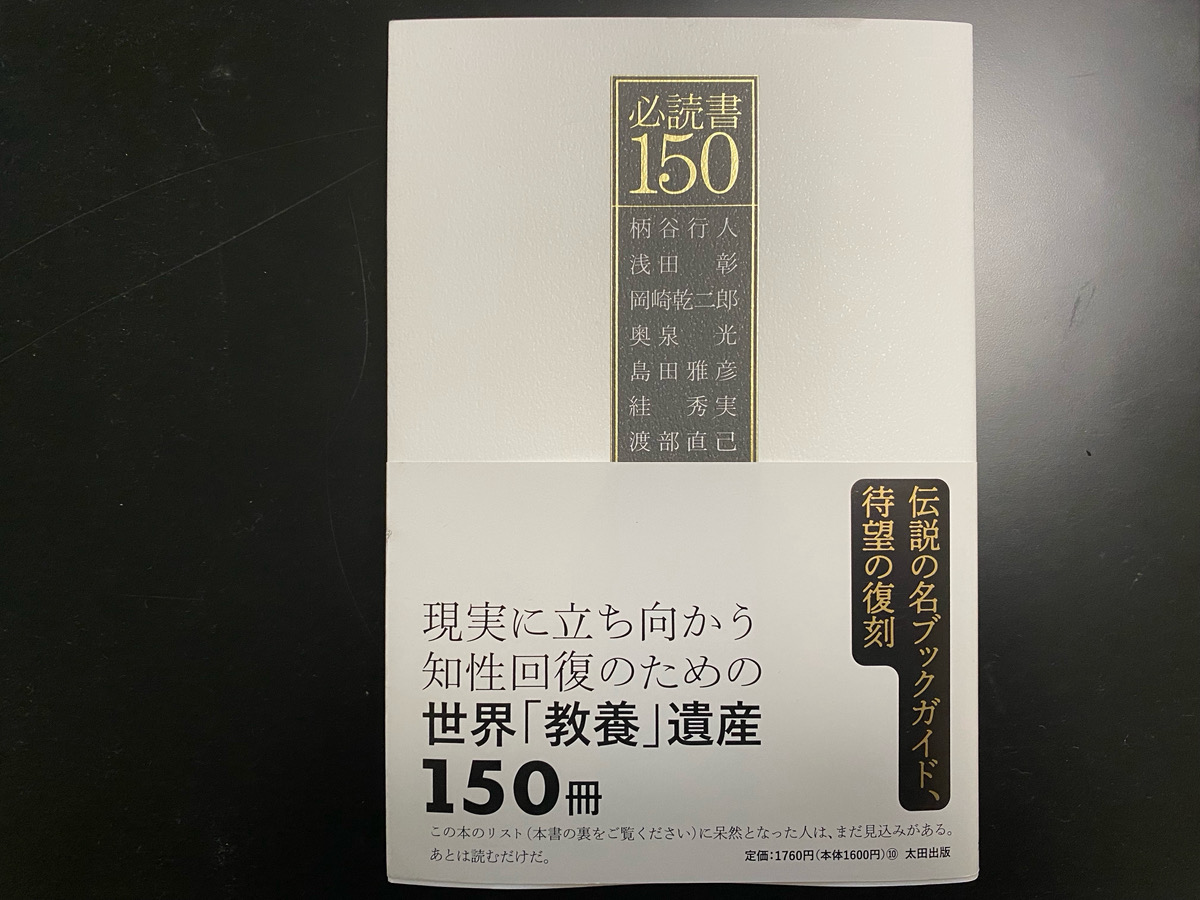 必読書
150
柄谷行人
浅田 彰
岡崎乾二郎
奥泉 光
島田雅彦
絓 秀実
渡部直己
伝説の名ブックガイド、
待望の復刻
現実に立ち向かう
知性回復のための
世界「教養」遺産
150冊
この本のリスト(本書の裏をご覧ください)に呆然となった人は、まだ見込みがある。
あとは読むだけだ。
定価:1760円(本体1600円)⑩ 太田出版